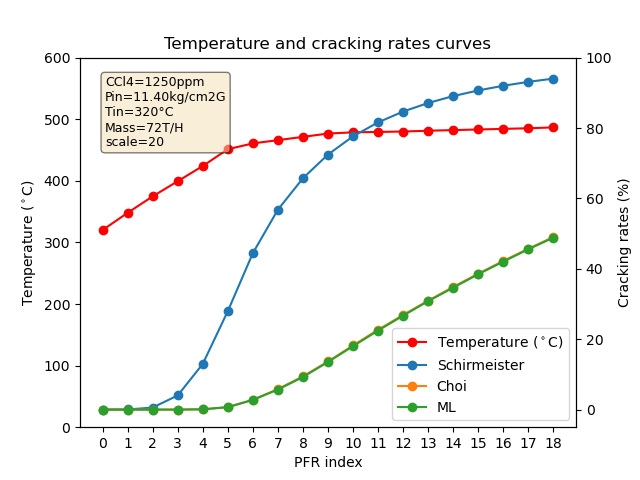 Temperature and cracking rates curves
CCl4=1250ppm
Pin=11.40kg/cm2G
Tin=320°C
Mass=72T/H
scale=20
600
500
400
300
200
100
0
Temperature (°C)
100
80
60
40
20
0
Cracking rates (%)
Temperature (°C)
Schirmeister
Choi
ML
0 1 2 3 4 5 6 7 8 9 10 11 12 13 14 15 16 17 18
PFR index